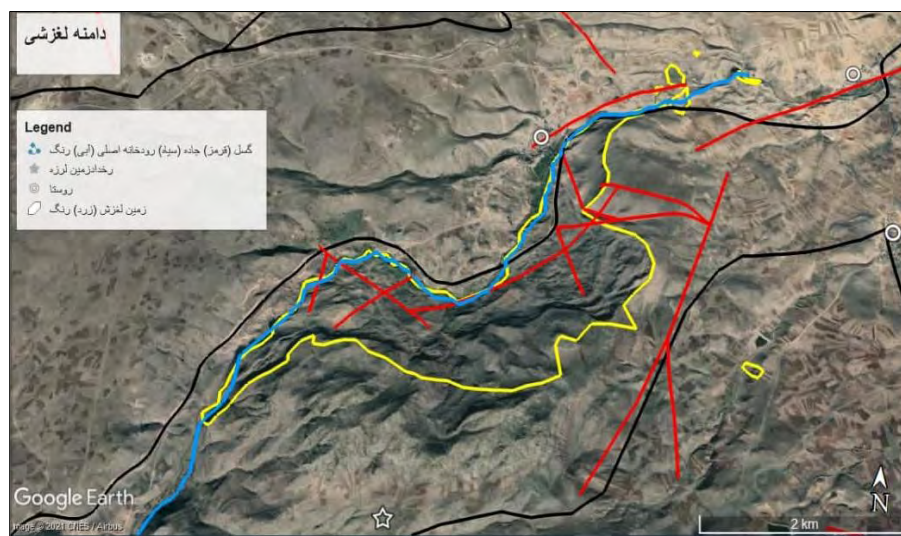 دامنه لغزشی
Legend
گسل (قرمز) جاده (سیاه) رودخانه اصلی (آبی) رنگ
رخدادزمین لرزه
روستا
زمین لغزش (زرد) رنگ
Google Earth
Image © 2021 CNES / Airbus
N
2 km